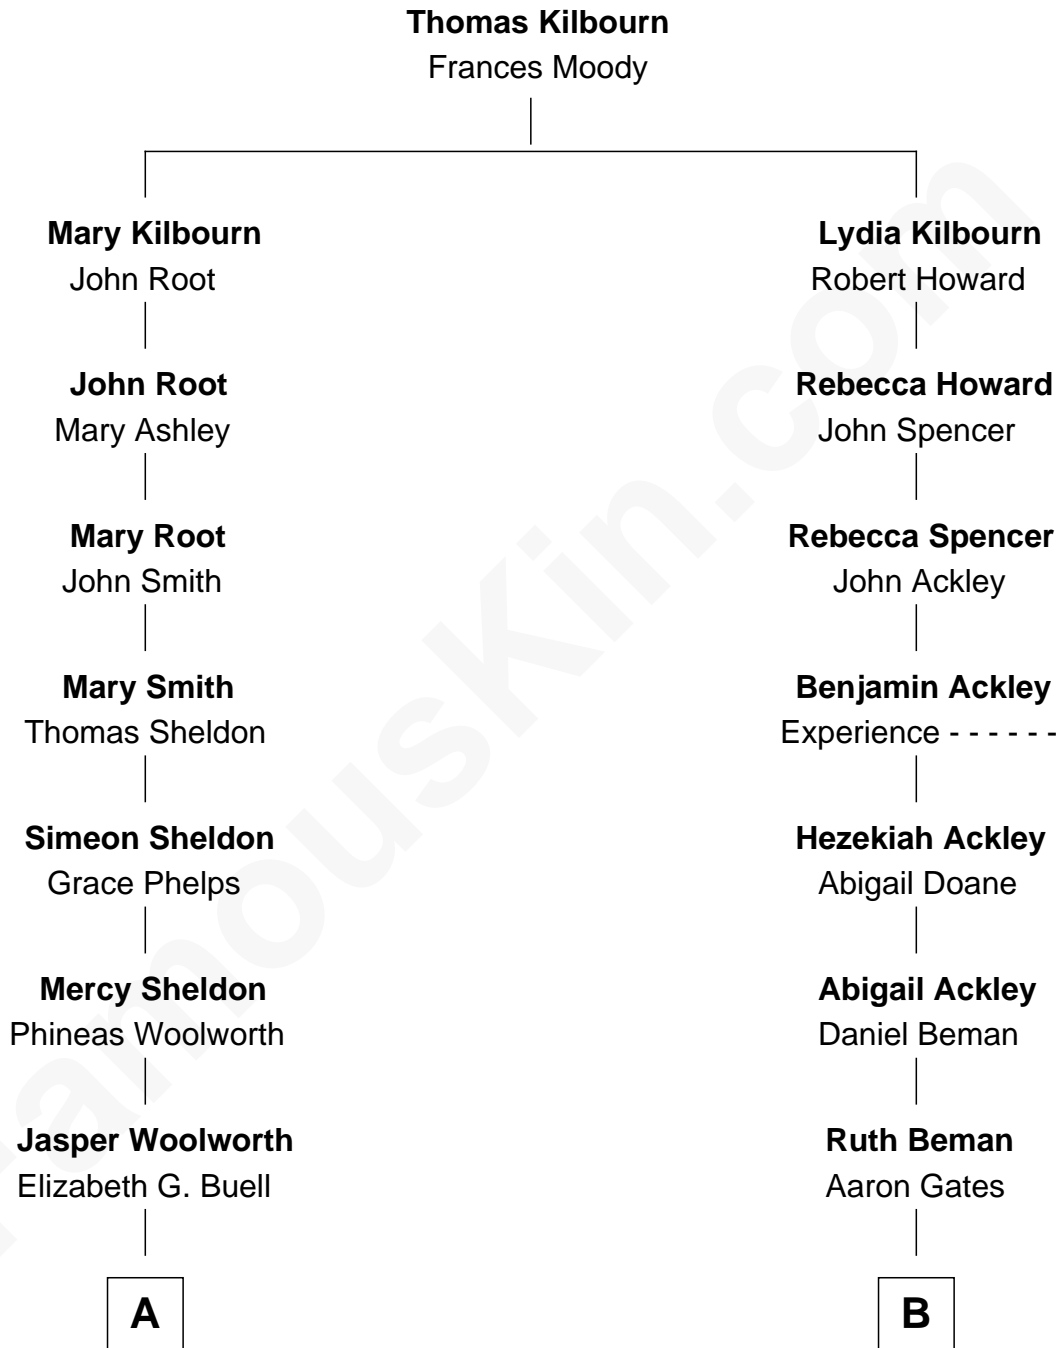 Thomas Kilbourn
Frances Moody
Mary Kilbourn
John Root
John Root
Mary Ashley
Mary Root
John Smith
Mary Smith
Thomas Sheldon
Simeon Sheldon
Grace Phelps
Mercy Sheldon
Phineas Woolworth
Jasper Woolworth
Elizabeth G. Buell
A
Lydia Kilbourn
Robert Howard
Rebecca Howard
John Spencer
Rebecca Spencer
John Ackley
Benjamin Ackley
Experience - - - - - -
Hezekiah Ackley
Abigail Doane
Abigail Ackley
Daniel Beman
Ruth Beman
Aaron Gates
B
FamousKin.com